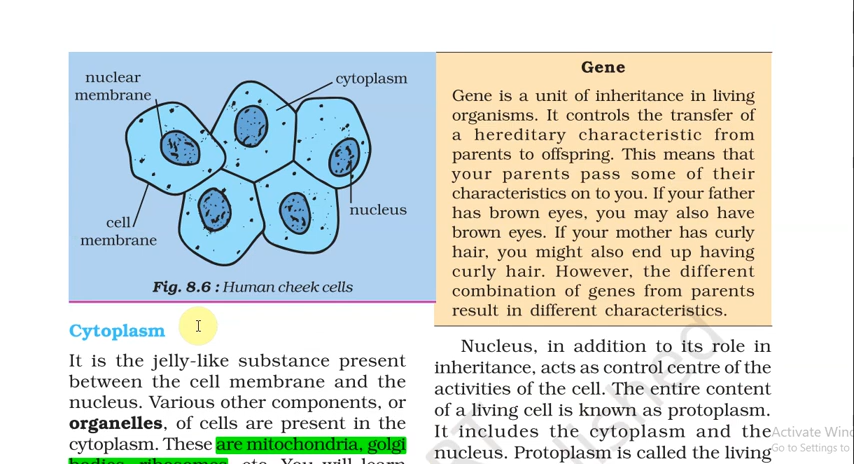 nuclear
membrane
cytoplasm
nucleus
cell
membrane
Fig. 8.6 : Human cheek cells
Cytoplasm
It is the jelly-like substance present
between the cell membrane and the
nucleus. Various other components, or
organelles, of cells are present in the
cytoplasm. These are mitochondria, golgi
bodies, ribosomes, etc. You will learn
Gene
Gene is a unit of inheritance in living
organisms. It controls the transfer of
a hereditary characteristic from
parents to offspring. This means that
your parents pass some of their
characteristics on to you. If your father
has brown eyes, you may also have
brown eyes. If your mother has curly
hair, you might also end up having
curly hair. However, the different
combination of genes from parents
result in different characteristics.
Nucleus, in addition to its role in
inheritance, acts as control centre of the
activities of the cell. The entire content
of a living cell is known as protoplasm.
It includes the cytoplasm and the
nucleus. Protoplasm is called the living
Activate Wind
Go to Settings to